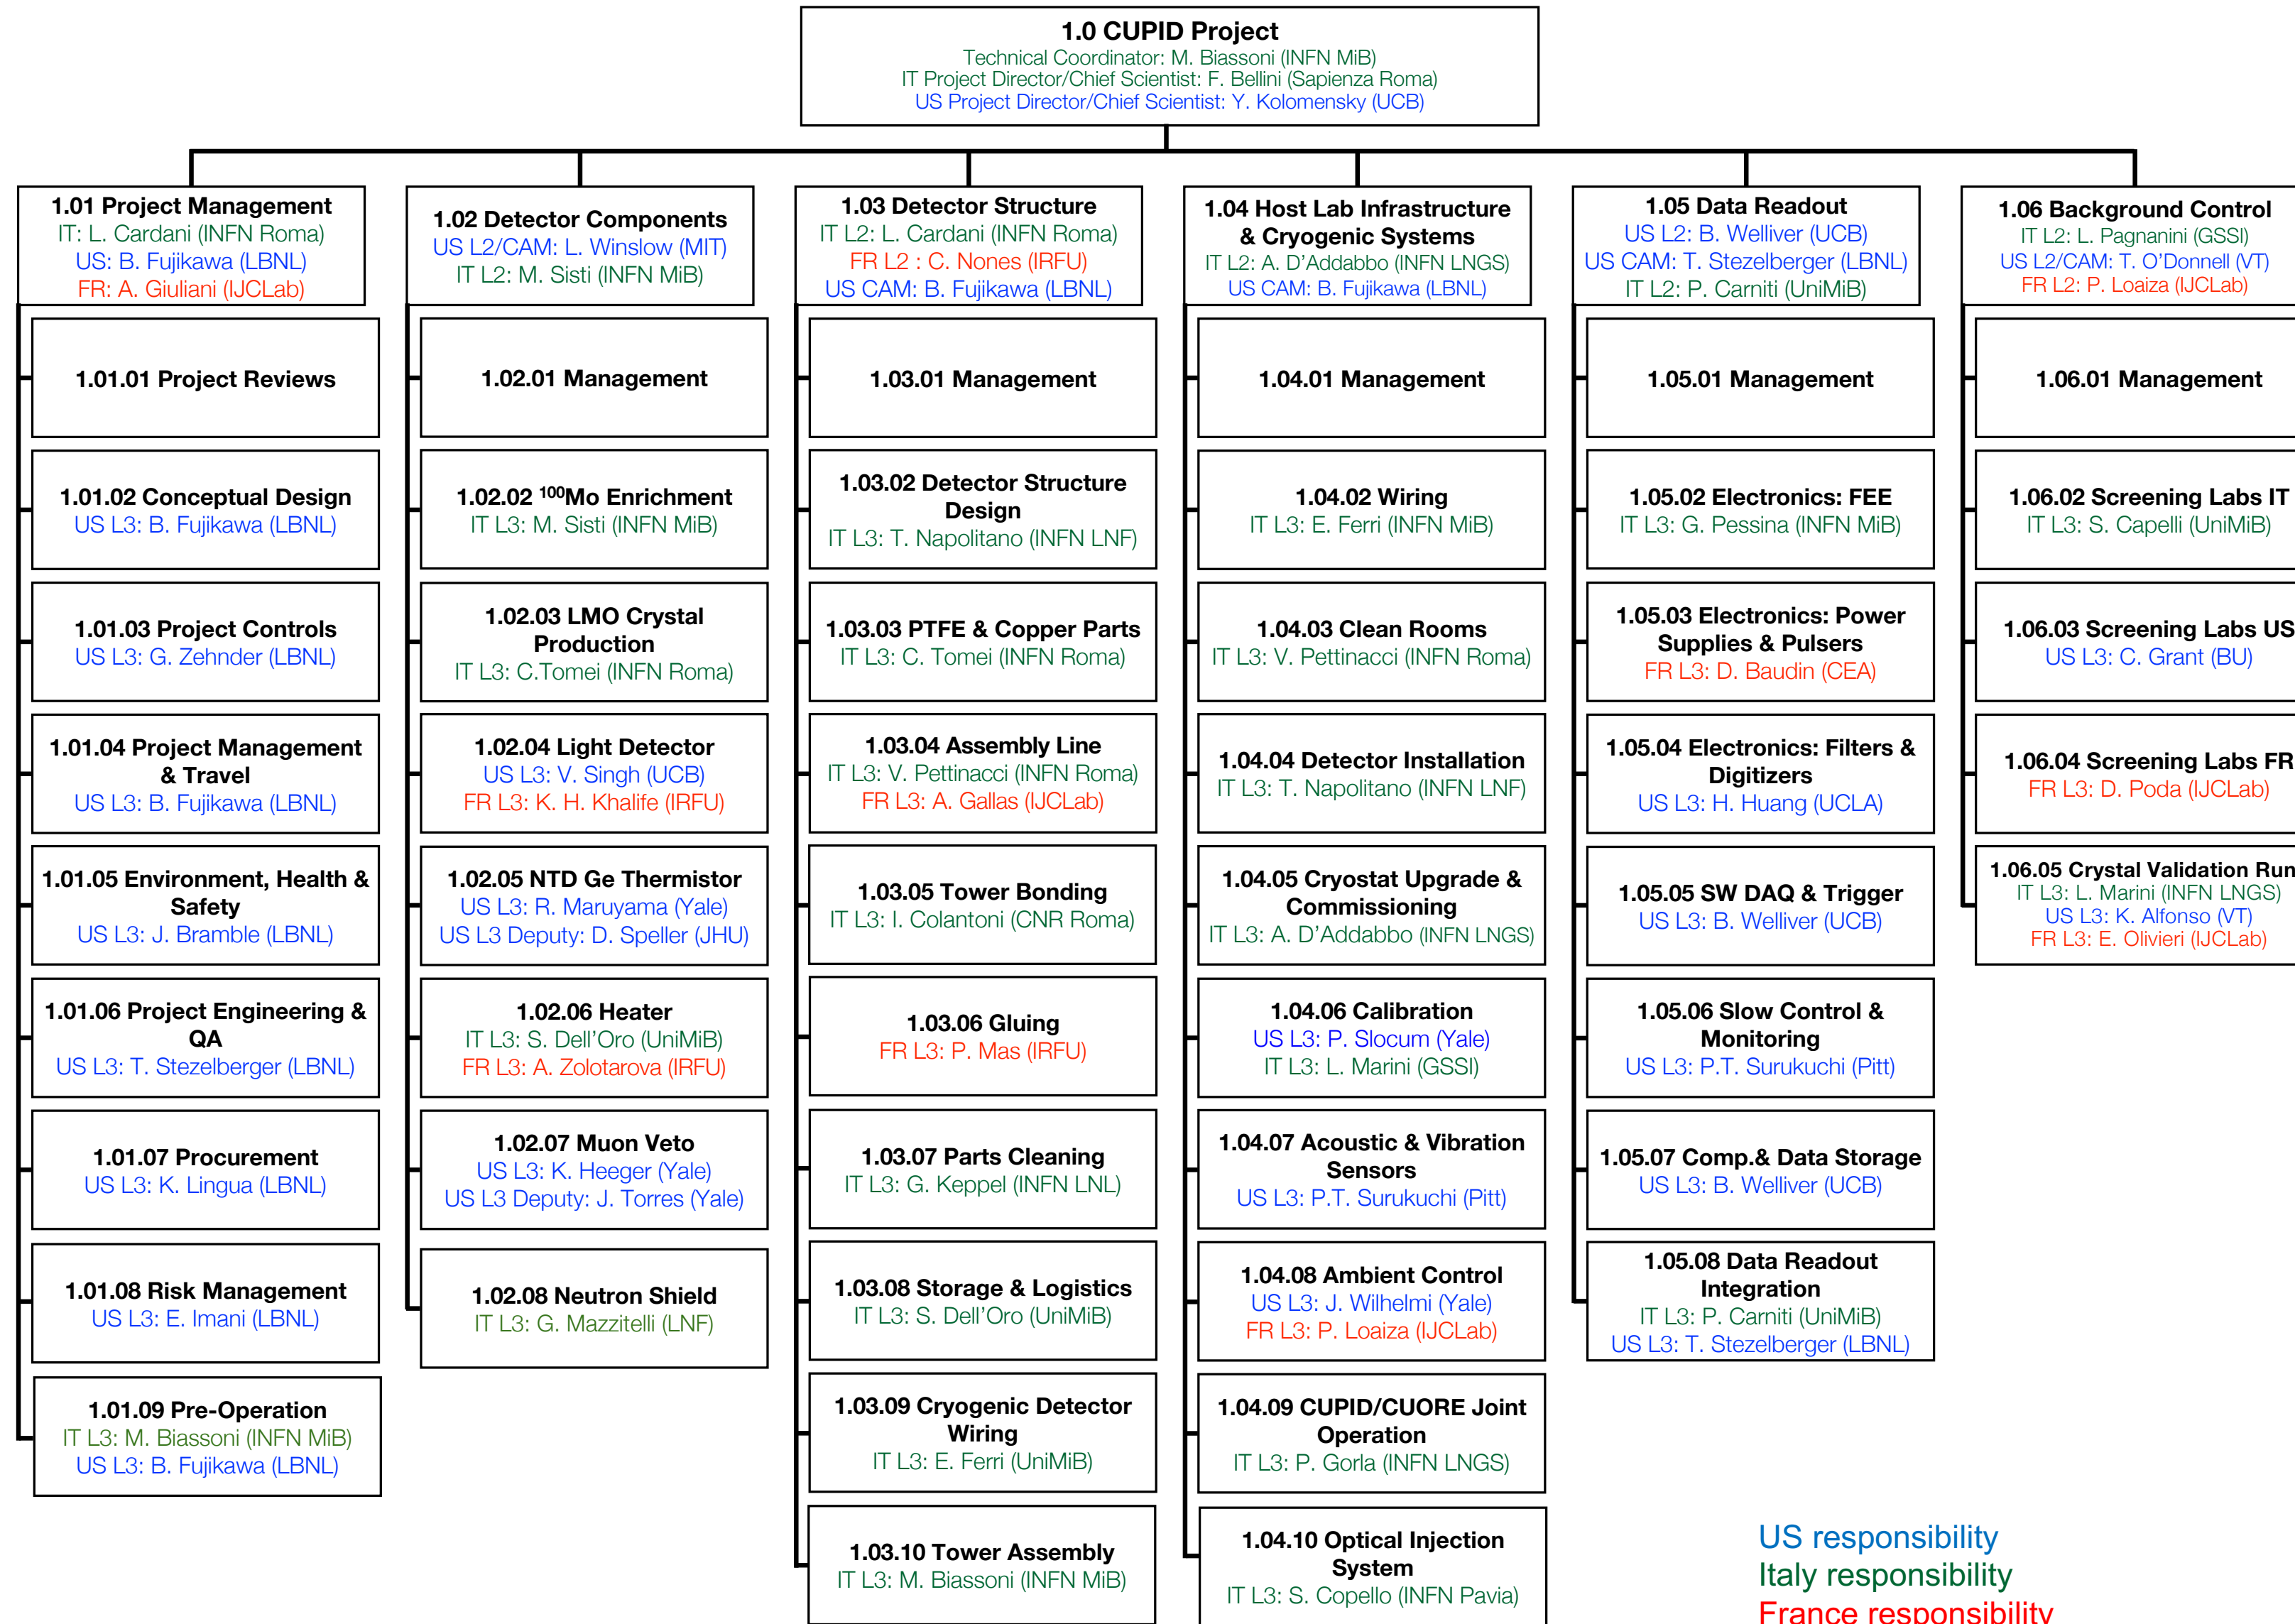 1.0 CUPID Project
Technical Coordinator: M. Biassoni (INFN MiB)
IT Project Director/Chief Scientist: F. Bellini (Sapienza Roma)
US Project Director/Chief Scientist: Y. Kolomensky (UCB)
1.01 Project Management
IT: L. Cardani (INFN Roma)
US: B. Fujikawa (LBNL)
FR: A. Giuliani (IJCLab)
1.01.01 Project Reviews
1.01.02 Conceptual Design
US L3: B. Fujikawa (LBNL)
1.01.03 Project Controls
US L3: G. Zehnder (LBNL)
1.01.04 Project Management
& Travel
US L3: B. Fujikawa (LBNL)
1.01.05 Environment, Health &
Safety
US L3: J. Bramble (LBNL)
1.01.06 Project Engineering &
QA
US L3: T. Stezelberger (LBNL)
1.01.07 Procurement
US L3: K. Lingua (LBNL)
1.01.08 Risk Management
US L3: E. Imani (LBNL)
1.01.09 Pre-Operation
IT L3: M. Biassoni (INFN MiB)
US L3: B. Fujikawa (LBNL)
1.02 Detector Components
US L2/CAM: L. Winslow (MIT)
IT L2: M. Sisti (INFN MiB)
1.02.01 Management
1.02.02 ¹⁰⁰Mo Enrichment
IT L3: M. Sisti (INFN MiB)
1.02.03 LMO Crystal
Production
IT L3: C.Tomei (INFN Roma)
1.02.04 Light Detector
US L3: V. Singh (UCB)
FR L3: K. H. Khalife (IRFU)
1.02.05 NTD Ge Thermistor
US L3: R. Maruyama (Yale)
US L3 Deputy: D. Speller (JHU)
1.02.06 Heater
IT L3: S. Dell'Oro (UniMiB)
FR L3: A. Zolotarova (IRFU)
1.02.07 Muon Veto
US L3: K. Heeger (Yale)
US L3 Deputy: J. Torres (Yale)
1.02.08 Neutron Shield
IT L3: G. Mazzitelli (LNF)
1.03 Detector Structure
IT L2: L. Cardani (INFN Roma)
FR L2 : C. Nones (IRFU)
US CAM: B. Fujikawa (LBNL)
1.03.01 Management
1.03.02 Detector Structure
Design
IT L3: T. Napolitano (INFN LNF)
1.03.03 PTFE & Copper Parts
IT L3: C. Tomei (INFN Roma)
1.03.04 Assembly Line
IT L3: V. Pettinacci (INFN Roma)
FR L3: A. Gallas (IJCLab)
1.03.05 Tower Bonding
IT L3: I. Colantoni (CNR Roma)
1.03.06 Gluing
FR L3: P. Mas (IRFU)
1.03.07 Parts Cleaning
IT L3: G. Keppel (INFN LNL)
1.03.08 Storage & Logistics
IT L3: S. Dell'Oro (UniMiB)
1.03.09 Cryogenic Detector
Wiring
IT L3: E. Ferri (UniMiB)
1.03.10 Tower Assembly
IT L3: M. Biassoni (INFN MiB)
1.04 Host Lab Infrastructure
& Cryogenic Systems
IT L2: A. D'Addabbo (INFN LNGS)
US CAM: B. Fujikawa (LBNL)
1.04.01 Management
1.04.02 Wiring
IT L3: E. Ferri (INFN MiB)
1.04.03 Clean Rooms
IT L3: V. Pettinacci (INFN Roma)
1.04.04 Detector Installation
IT L3: T. Napolitano (INFN LNF)
1.04.05 Cryostat Upgrade &
Commissioning
IT L3: A. D'Addabbo (INFN LNGS)
1.04.06 Calibration
US L3: P. Slocum (Yale)
IT L3: L. Marini (GSSI)
1.04.07 Acoustic & Vibration
Sensors
US L3: P.T. Surukuchi (Pitt)
1.04.08 Ambient Control
US L3: J. Wilhelmi (Yale)
FR L3: P. Loaiza (IJCLab)
1.04.09 CUPID/CUORE Joint
Operation
IT L3: P. Gorla (INFN LNGS)
1.04.10 Optical Injection
System
IT L3: S. Copello (INFN Pavia)
1.05 Data Readout
US L2: B. Welliver (UCB)
US CAM: T. Stezelberger (LBNL)
IT L2: P. Carniti (UniMiB)
1.05.01 Management
1.05.02 Electronics: FEE
IT L3: G. Pessina (INFN MiB)
1.05.03 Electronics: Power
Supplies & Pulsers
FR L3: D. Baudin (CEA)
1.05.04 Electronics: Filters &
Digitizers
US L3: H. Huang (UCLA)
1.05.05 SW DAQ & Trigger
US L3: B. Welliver (UCB)
1.05.06 Slow Control &
Monitoring
US L3: P.T. Surukuchi (Pitt)
1.05.07 Comp.& Data Storage
US L3: B. Welliver (UCB)
1.05.08 Data Readout
Integration
IT L3: P. Carniti (UniMiB)
US L3: T. Stezelberger (LBNL)
1.06 Background Control
IT L2: L. Pagnanini (GSSI)
US L2/CAM: T. O'Donnell (VT)
FR L2: P. Loaiza (IJCLab)
1.06.01 Management
1.06.02 Screening Labs IT
IT L3: S. Capelli (UniMiB)
1.06.03 Screening Labs US
US L3: C. Grant (BU)
1.06.04 Screening Labs FR
FR L3: D. Poda (IJCLab)
1.06.05 Crystal Validation Run
IT L3: L. Marini (INFN LNGS)
US L3: K. Alfonso (VT)
FR L3: E. Olivieri (IJCLab)
US responsibility
Italy responsibility
France responsibility